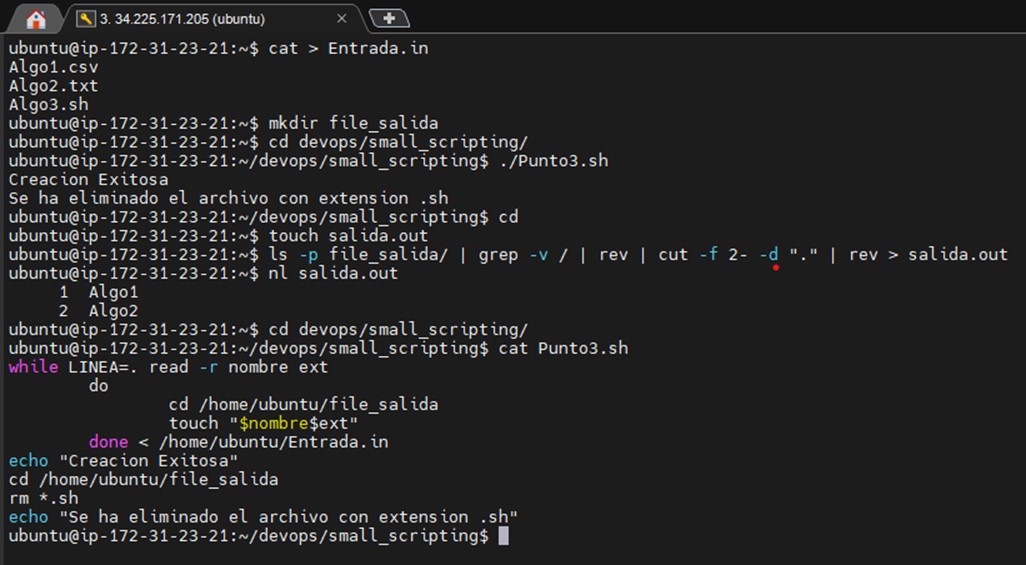 3. 34.225.171.205 (ubuntu)
ubuntu@ip-172-31-23-21:~$ cat > Entrada.in
Algo1.csv
Algo2.txt
Algo3.sh
ubuntu@ip-172-31-23-21:~$ mkdir file_salida
ubuntu@ip-172-31-23-21:~$ cd devops/small_scripting/
ubuntu@ip-172-31-23-21:~/devops/small_scripting$ ./Punto3.sh
Creacion Exitosa
Se ha eliminado el archivo con extension .sh
ubuntu@ip-172-31-23-21:~/devops/small_scripting$ cd
ubuntu@ip-172-31-23-21:~$ touch salida.out
ubuntu@ip-172-31-23-21:~$ ls -p file_salida/ | grep -v / | rev | cut -f 2- -d "." | rev > salida.out
ubuntu@ip-172-31-23-21:~$ nl salida.out
     1  Algo1
     2  Algo2
ubuntu@ip-172-31-23-21:~$ cd devops/small_scripting/
ubuntu@ip-172-31-23-21:~/devops/small_scripting$ cat Punto3.sh
while LINEA=. read -r nombre ext
        do
                cd /home/ubuntu/file_salida
                touch "$nombre$ext"
        done < /home/ubuntu/Entrada.in
echo "Creacion Exitosa"
cd /home/ubuntu/file_salida
rm *.sh
echo "Se ha eliminado el archivo con extension .sh"
ubuntu@ip-172-31-23-21:~/devops/small_scripting$